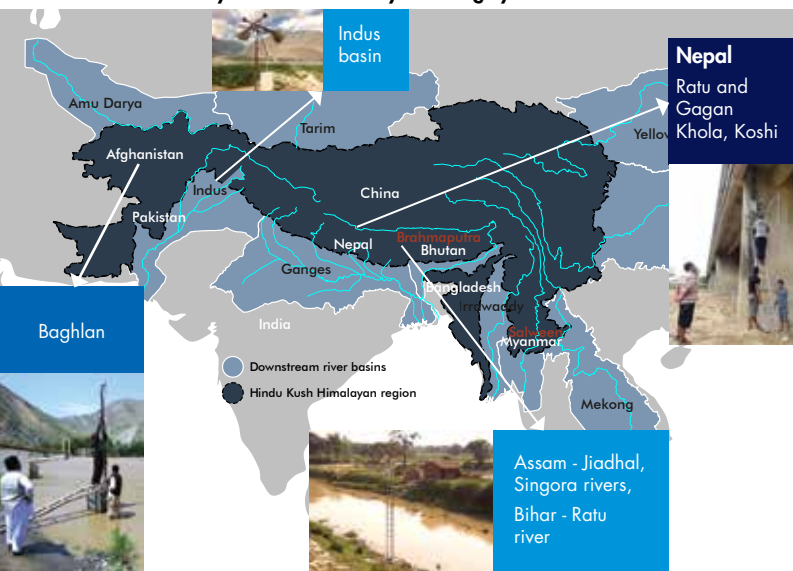 Indus
basin
Nepal
Ratu and
Gagan
Khola, Koshi
Amu Darya
Tarim
Afghanistan
Indus
China
Pakistan
Nepal
Brahmaputra
Bhutan
Ganges
Bangladesh
Irrawaddy
India
Salween
Myanmar
Baghlan
Downstream river basins
Hindu Kush Himalayan region
Mekong
Assam - Jiadhal,
Singora rivers,
Bihar - Ratu
river